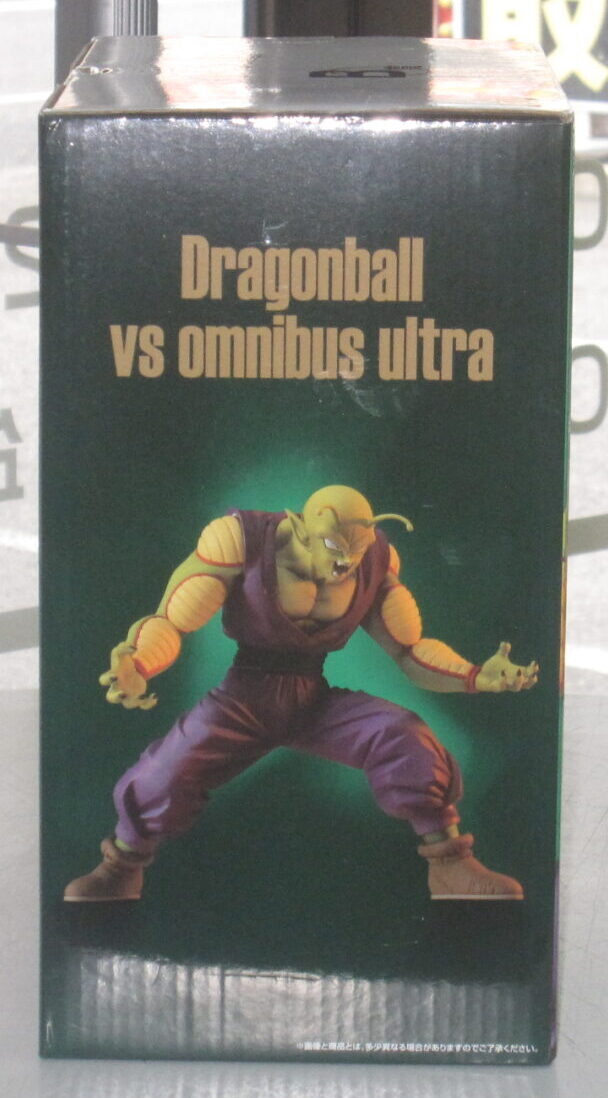 Dragonball
vs omnibus ultra
※画像と商品とは、多少異なる場合がありますのでご了承ください。